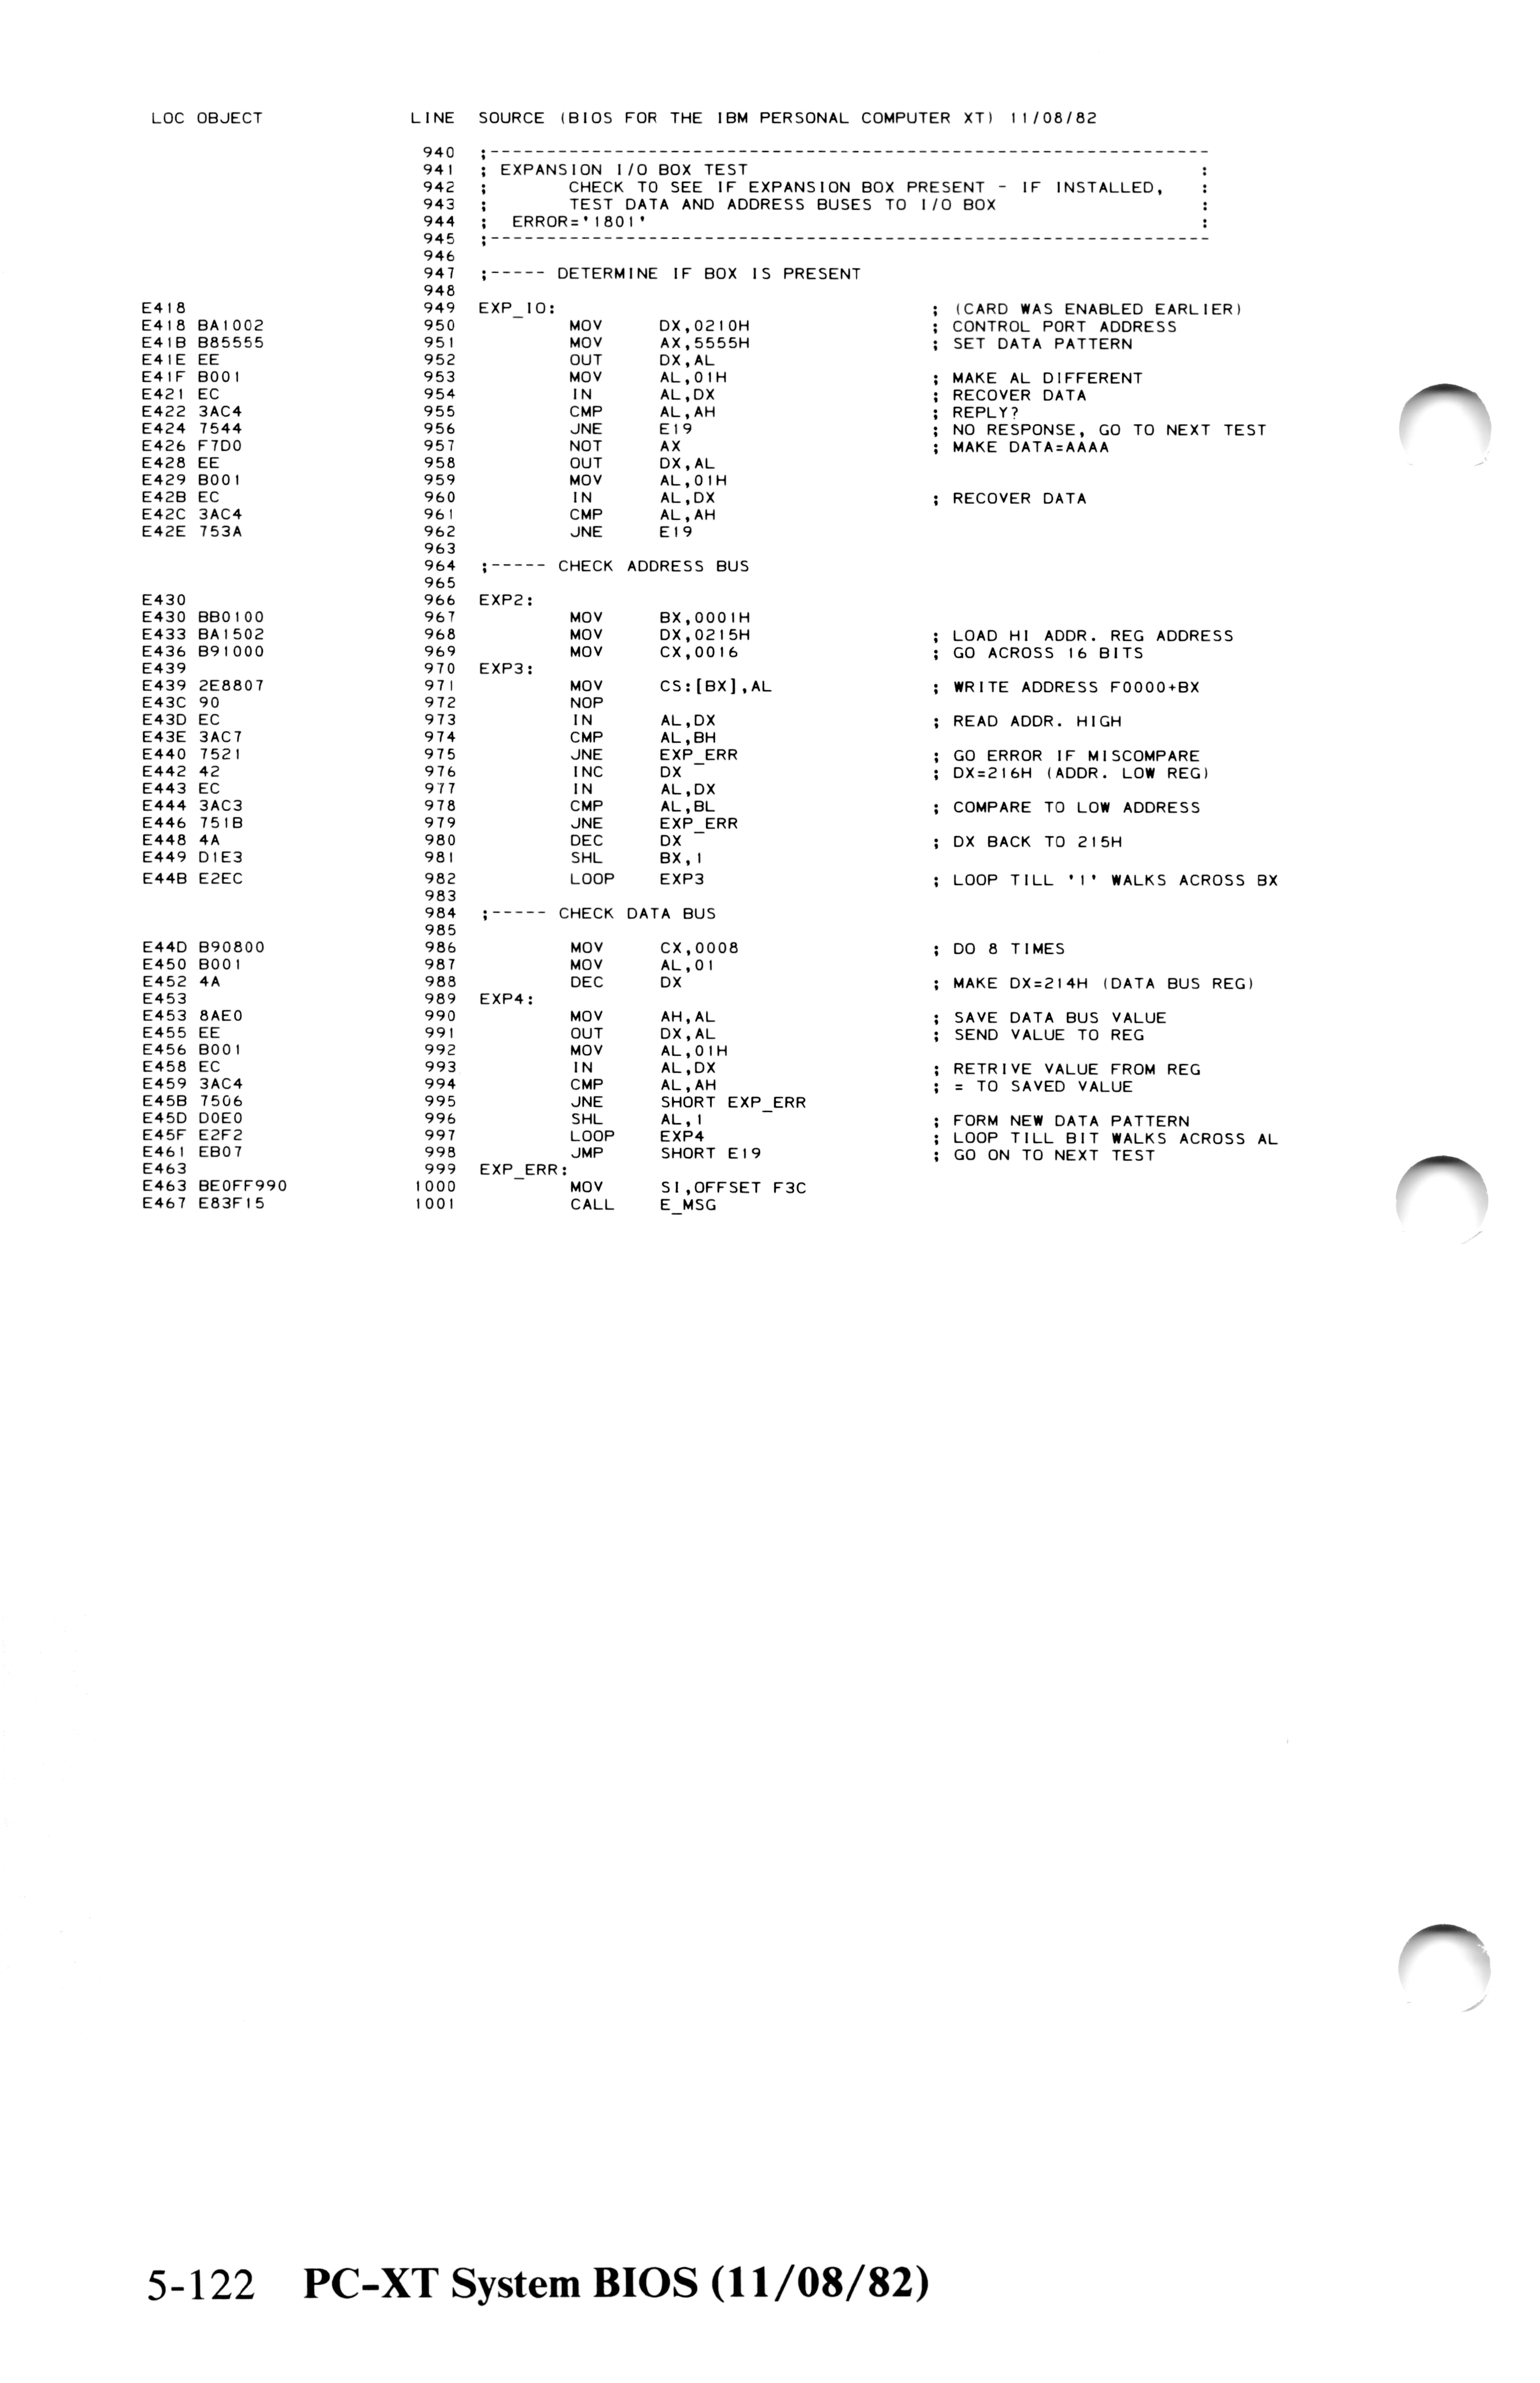 LOC OBJECT LINE SOURCE (BIOS FOR THE IBM PERSONAL COMPUTER XT) 11/08/82
940 ;---------------------------------------------------------------
941 ; EXPANSION I/O BOX TEST :
942 ; CHECK TO SEE IF EXPANSION BOX PRESENT - IF INSTALLED, :
943 ; TEST DATA AND ADDRESS BUSES TO I/O BOX :
944 ; ERROR='1801' :
945 ;---------------------------------------------------------------
946
947 ;----- DETERMINE IF BOX IS PRESENT
948
E418 949 EXP_IO: ; (CARD WAS ENABLED EARLIER)
E418 BA1002 950 MOV DX,0210H ; CONTROL PORT ADDRESS
E41B B85555 951 MOV AX,5555H ; SET DATA PATTERN
E41E EE 952 OUT DX,AL
E41F B001 953 MOV AL,01H ; MAKE AL DIFFERENT
E421 EC 954 IN AL,DX ; RECOVER DATA
E422 3AC4 955 CMP AL,AH ; REPLY?
E424 7544 956 JNE E19 ; NO RESPONSE, GO TO NEXT TEST
E426 F7D0 957 NOT AX ; MAKE DATA=AAAA
E428 EE 958 OUT DX,AL
E429 B001 959 MOV AL,01H
E42B EC 960 IN AL,DX ; RECOVER DATA
E42C 3AC4 961 CMP AL,AH
E42E 753A 962 JNE E19
963
964 ;----- CHECK ADDRESS BUS
965
E430 966 EXP2:
E430 BB0100 967 MOV BX,0001H
E433 BA1502 968 MOV DX,0215H ; LOAD HI ADDR. REG ADDRESS
E436 B91000 969 MOV CX,0016 ; GO ACROSS 16 BITS
E439 970 EXP3:
E439 2E8807 971 MOV CS:[BX],AL ; WRITE ADDRESS F0000+BX
E43C 90 972 NOP
E43D EC 973 IN AL,DX ; READ ADDR. HIGH
E43E 3AC7 974 CMP AL,BH
E440 7521 975 JNE EXP_ERR ; GO ERROR IF MISCOMPARE
E442 42 976 INC DX ; DX=216H (ADDR. LOW REG)
E443 EC 977 IN AL,DX
E444 3AC3 978 CMP AL,BL ; COMPARE TO LOW ADDRESS
E446 751B 979 JNE EXP_ERR
E448 4A 980 DEC DX ; DX BACK TO 215H
E449 D1E3 981 SHL BX,1
E44B E2EC 982 LOOP EXP3 ; LOOP TILL '1' WALKS ACROSS BX
983
984 ;----- CHECK DATA BUS
985
E44D B90800 986 MOV CX,0008 ; DO 8 TIMES
E450 B001 987 MOV AL,01
E452 4A 988 DEC DX ; MAKE DX=214H (DATA BUS REG)
E453 989 EXP4:
E453 8AE0 990 MOV AH,AL ; SAVE DATA BUS VALUE
E455 EE 991 OUT DX,AL ; SEND VALUE TO REG
E456 B001 992 MOV AL,01H
E458 EC 993 IN AL,DX ; RETRIVE VALUE FROM REG
E459 3AC4 994 CMP AL,AH ; = TO SAVED VALUE
E45B 7506 995 JNE SHORT EXP_ERR
E45D D0E0 996 SHL AL,1 ; FORM NEW DATA PATTERN
E45F E2F2 997 LOOP EXP4 ; LOOP TILL BIT WALKS ACROSS AL
E461 EB07 998 JMP SHORT E19 ; GO ON TO NEXT TEST
E463 999 EXP_ERR:
E463 BE0FF990 1000 MOV SI,OFFSET F3C
E467 E83F15 1001 CALL E_MSG
5-122 PC-XT System BIOS (11/08/82)